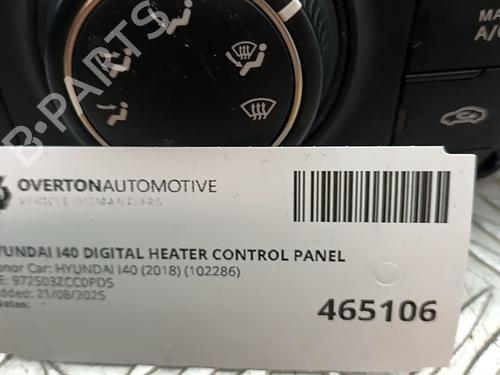 MA
A/C
B-PARTS
OVERTONAUTOMOTIVE
VEHICLE DISMANTLERS
YUNDAI I40 DIGITAL HEATER CONTROL PANEL
onor Car: HYUNDAI I40 (2018) (102286)
E: 972503ZCC0PD5
dded: 21/08/2025
Notes:
465106